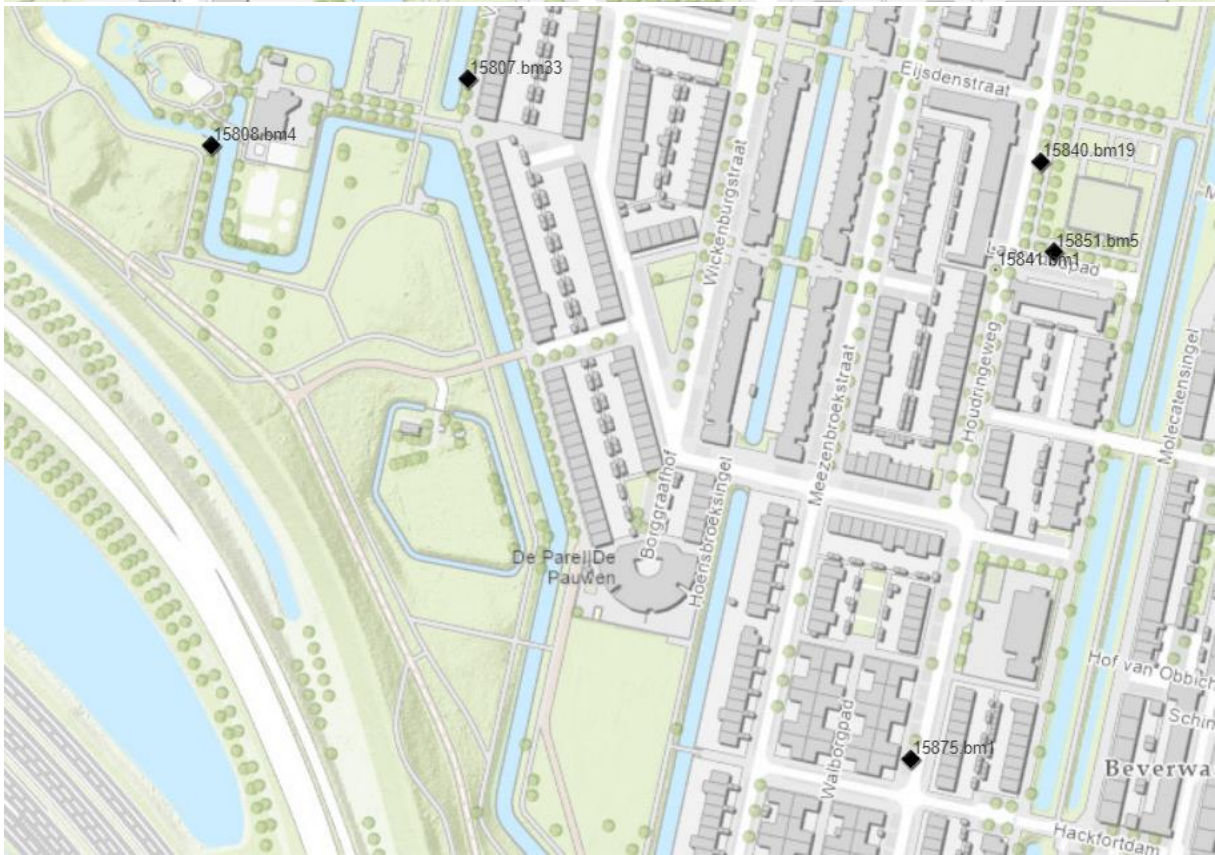 15807.bm33
Eijsdenstraat
15808.bm4
15840.bm19
Wickenburgstraat
15851.bm5
15841.bm1
Houdringeweg
Molecatensingel
Meezenbroekstraat
Borggraafhof
Hoensbroeksingel
De Parel|De
Pauwen
Hof van Obbich
Schin
Walborgpad
15875.bm1
Beverwa
Hackfortdam